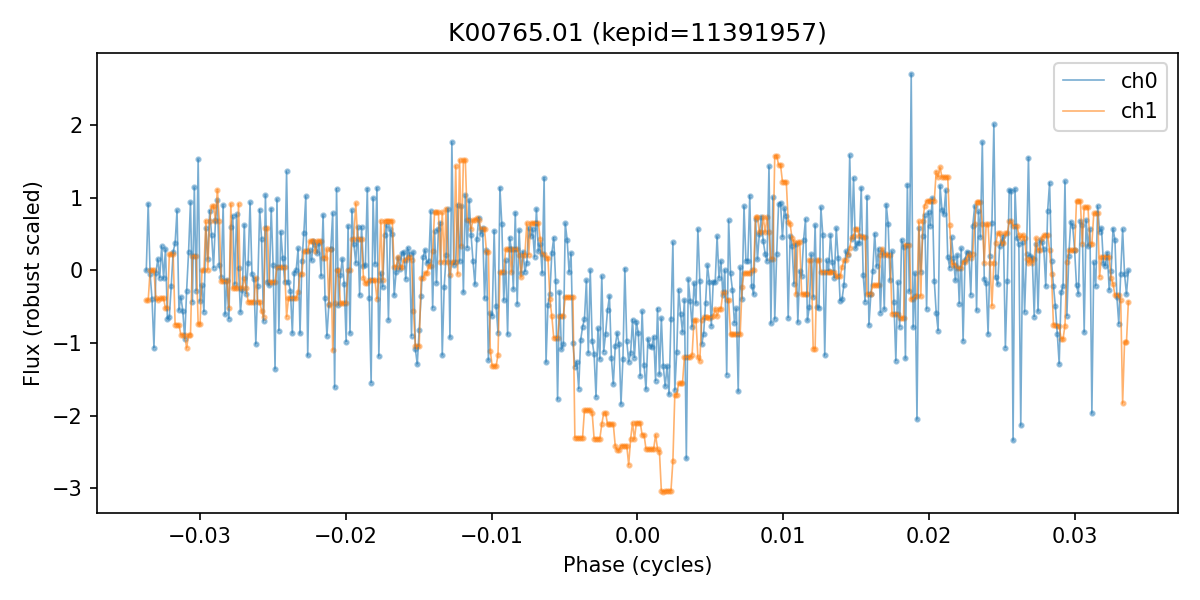 K00765.01 (kepid=11391957)
ch0
ch1
Flux (robust scaled)
2
1
0
−1
−2
−3
−0.03
−0.02
−0.01
0.00
0.01
0.02
0.03
Phase (cycles)